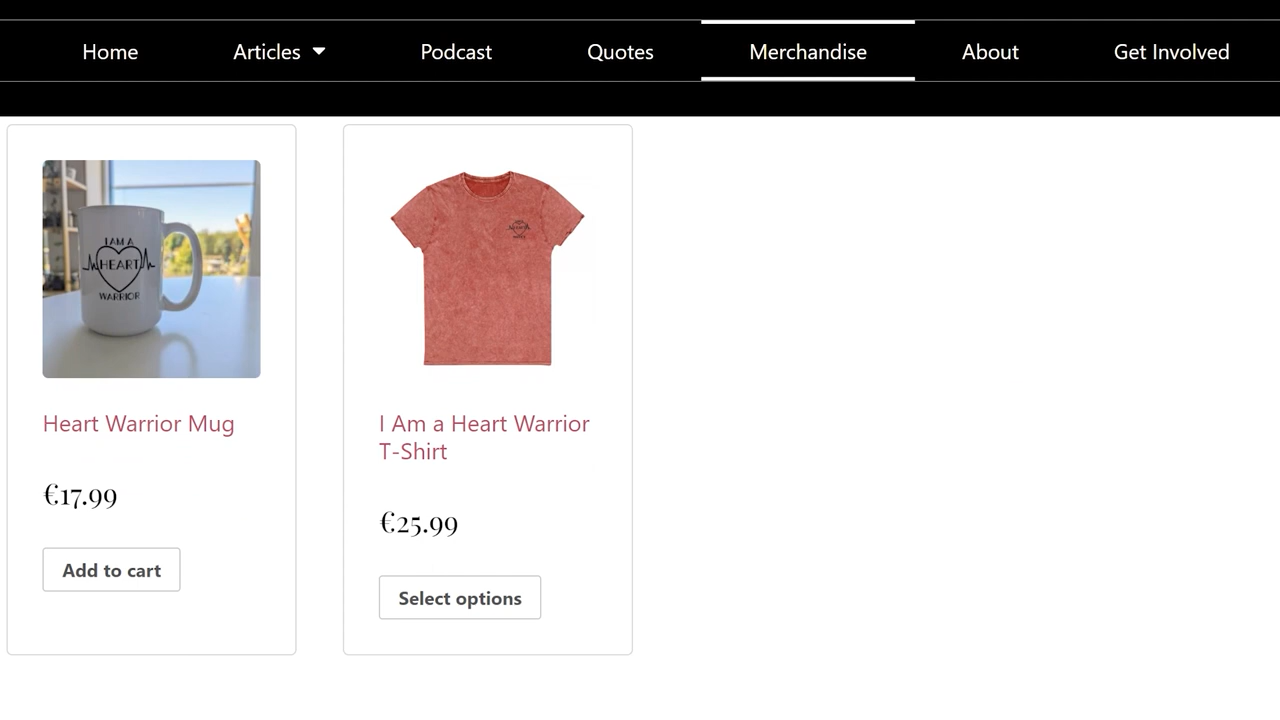 Home Articles Podcast Quotes Merchandise About Get Involved
I AM A
HEART
WARRIOR
Heart Warrior Mug
€17.99
Add to cart
I Am a Heart Warrior
T-Shirt
€25.99
Select options